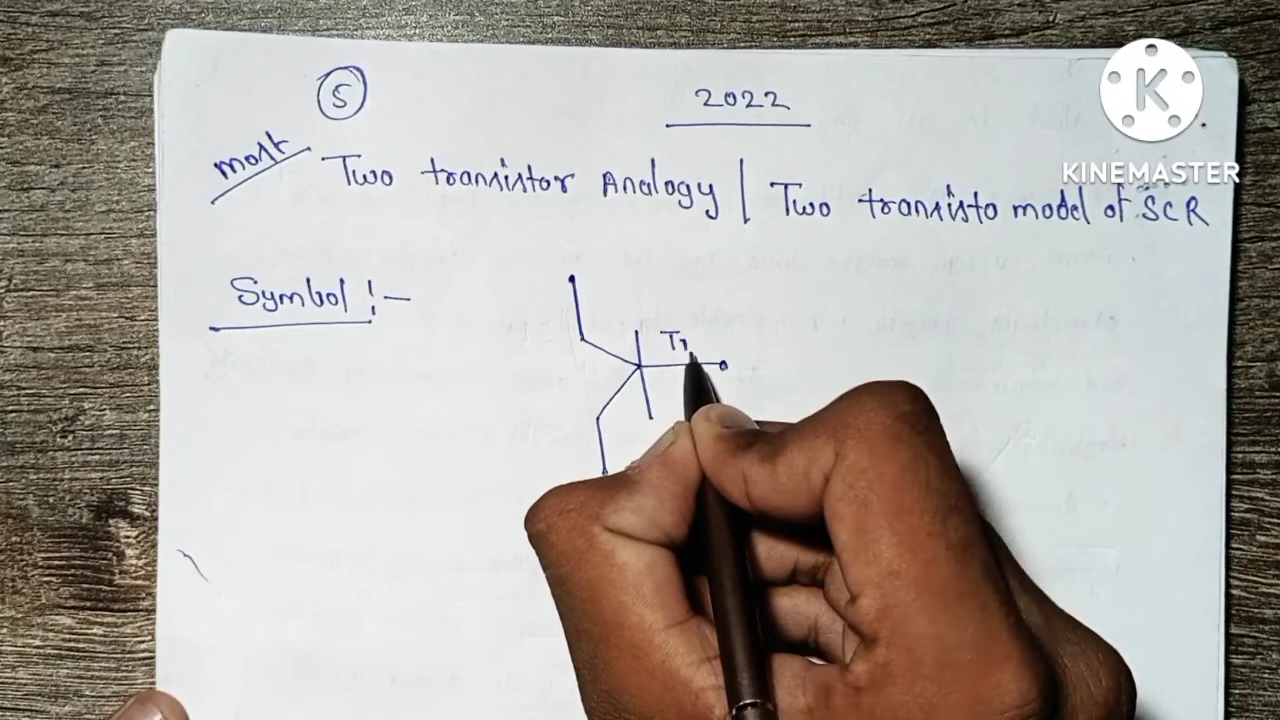 5
2022
most Two transistor Analogy | Two transisto model of SCR
Symbol :-
T1
K
KINEMASTER